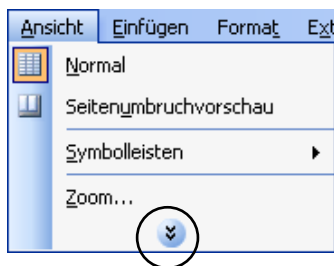 Ansicht Einfügen Format Ext
Normal
Seitenumbruchvorschau
Symbolleisten
Zoom...